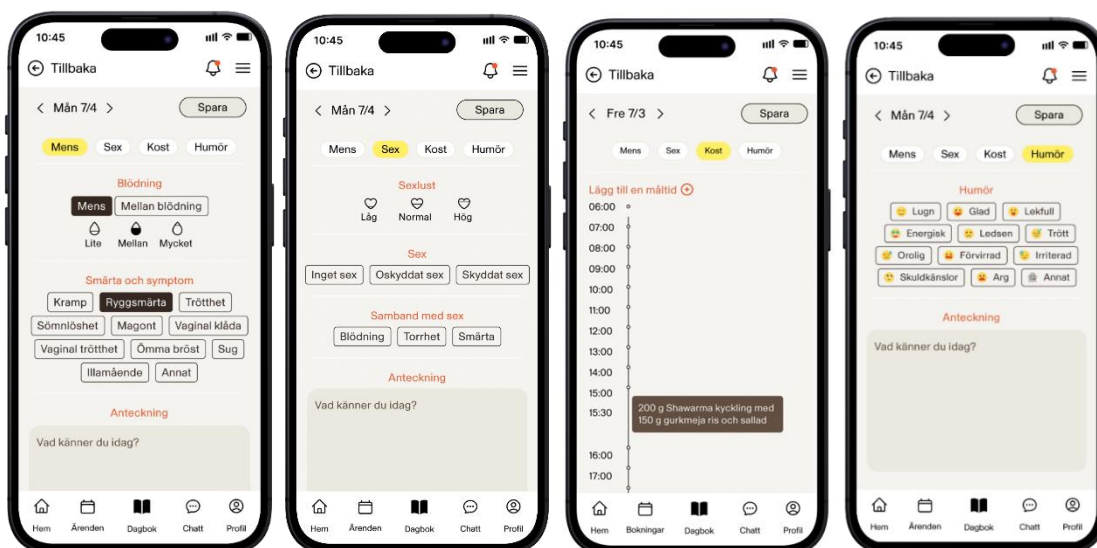 10:45
Tillbaka
Mån 7/4
Spara
Mens Sex Kost Humör
Blödning
Mens Mellan blödning
Lite Mellan Mycket
Smärta och symptom
Kramp Ryggsmärta Trötthet
Sömnlöshet Magont Vaginal klåda
Vaginal trötthet Ömma bröst Sug
Illamående Annat
Anteckning
Vad känner du idag?
Hem Ärenden Dagbok Chatt Profil
10:45
Tillbaka
Mån 7/4
Spara
Mens Sex Kost Humör
Sexlust
Låg Normal Hög
Sex
Inget sex Oskyddat sex Skyddat sex
Samband med sex
Blödning Torrhet Smärta
Anteckning
Vad känner du idag?
Hem Ärenden Dagbok Chatt Profil
10:45
Tillbaka
Fre 7/3
Spara
Mens Sex Kost Humör
Lägg till en måltid
06:00
07:00
08:00
09:00
10:00
11:00
12:00
13:00
14:00
15:00
15:30
200 g Shawarma kyckling med
150 g gurkmeja ris och sallad
16:00
17:00
Hem Bokningar Dagbok Chatt Profil
10:45
Tillbaka
Mån 7/4
Spara
Mens Sex Kost Humör
Humör
Lugn Glad Lekfull
Energisk Ledsen Trött
Orolig Förvirrad Irriterad
Skuldkänslor Arg Annat
Anteckning
Vad känner du idag?
Hem Ärenden Dagbok Chatt Profil